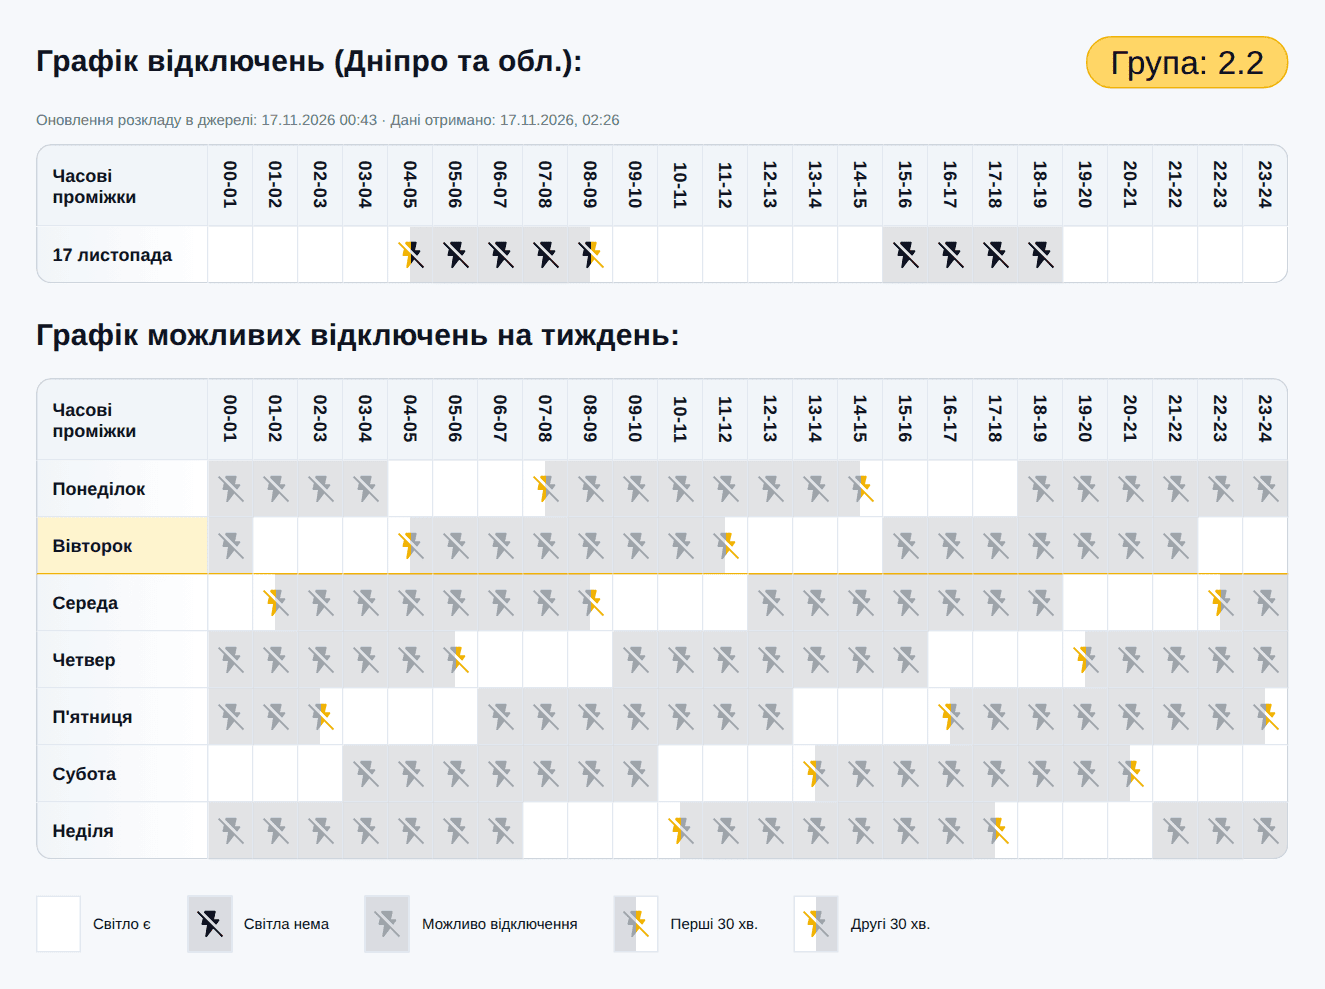 Графік відключень (Дніпро та обл.):
Група: 2.2
Оновлення розкладу в джерелі: 17.11.2026 00:43 · Дані отримано: 17.11.2026, 02:26
Часові проміжки 00-01 01-02 02-03 03-04 04-05 05-06 06-07 07-08 08-09 09-10 10-11 11-12 12-13 13-14 14-15 15-16 16-17 17-18 18-19 19-20 20-21 21-22 22-23 23-24
17 листопада
Графік можливих відключень на тиждень:
Часові проміжки 00-01 01-02 02-03 03-04 04-05 05-06 06-07 07-08 08-09 09-10 10-11 11-12 12-13 13-14 14-15 15-16 16-17 17-18 18-19 19-20 20-21 21-22 22-23 23-24
Понеділок
Вівторок
Середа
Четвер
П'ятниця
Субота
Неділя
Світло є Світла нема Можливо відключення Перші 30 хв. Другі 30 хв.